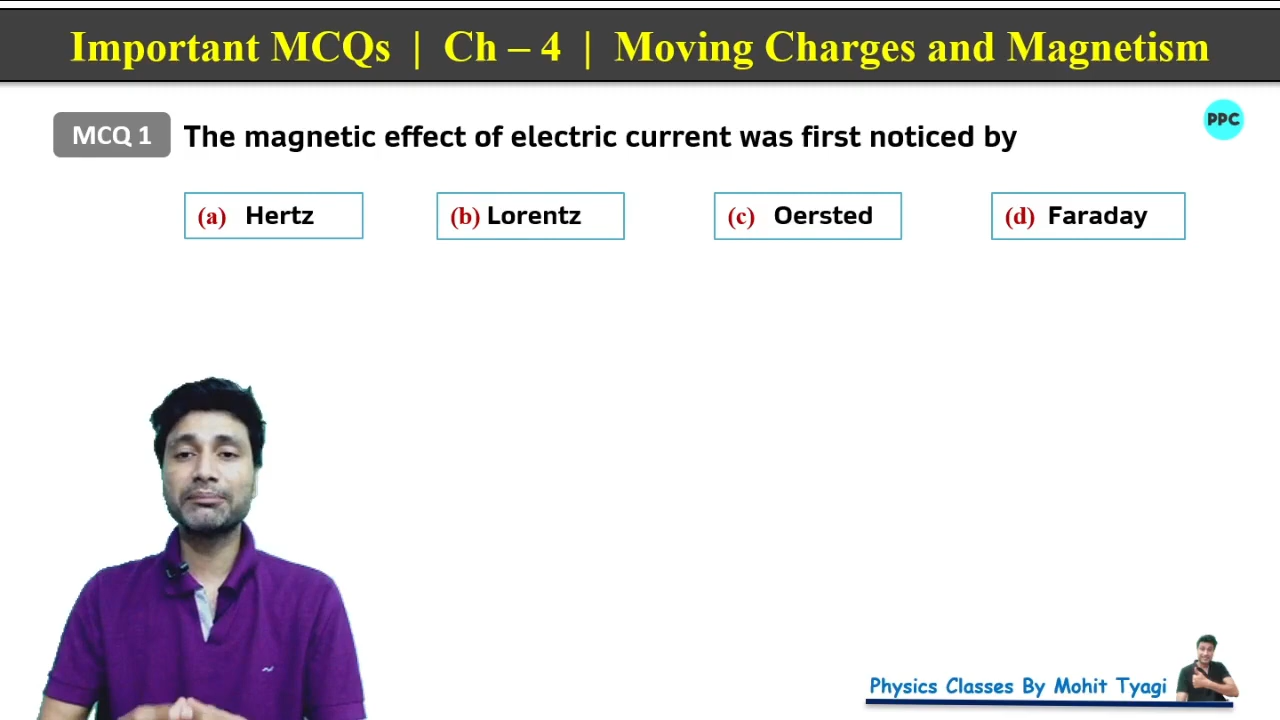 Important MCQs | Ch – 4 | Moving Charges and Magnetism
MCQ 1 The magnetic effect of electric current was first noticed by
PPC
(a) Hertz (b) Lorentz (c) Oersted (d) Faraday
Physics Classes By Mohit Tyagi